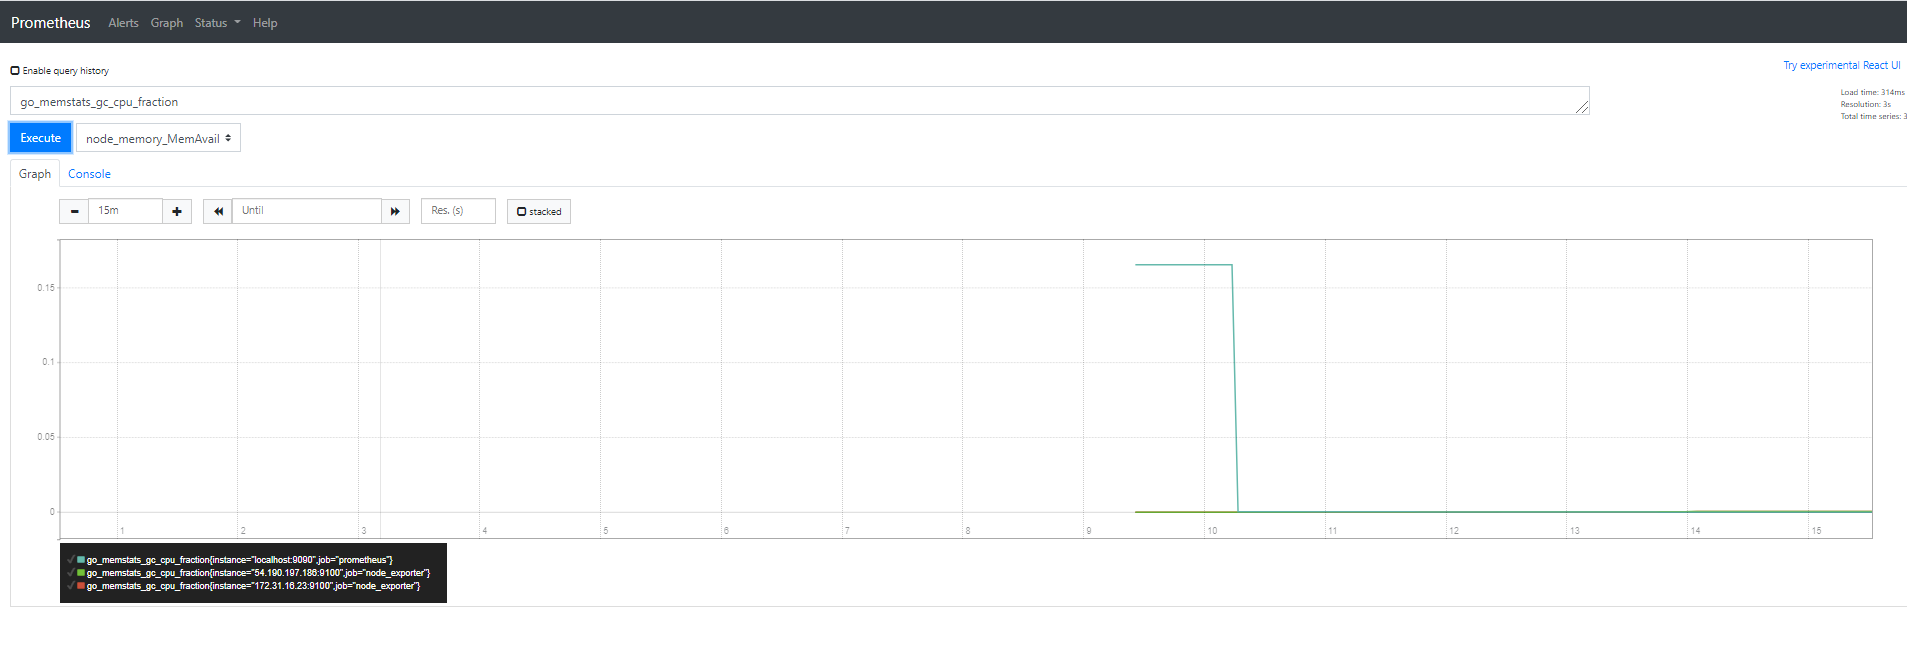 Prometheus Alerts Graph Status Help
Enable query history
Try experimental React UI
go_memstats_gc_cpu_fraction
Load time: 314ms
Resolution: 3s
Total time series: 3
Execute node_memory_MemAvail
Graph Console
15m Until Res. (s) stacked
0.15
0.1
0.05
0
1 2 3 4 5 6 7 8 9 10 11 12 13 14 15
go_memstats_gc_cpu_fraction{instance="localhost:9090",job="prometheus"}
go_memstats_gc_cpu_fraction{instance="54.190.197.186:9100",job="node_exporter"}
go_memstats_gc_cpu_fraction{instance="172.31.16.23:9100",job="node_exporter"}